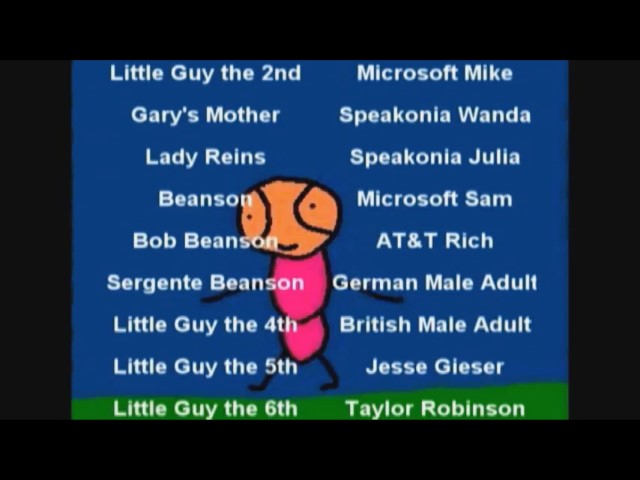 Little Guy the 2nd Microsoft Mike
Gary's Mother Speakonia Wanda
Lady Reins Speakonia Julia
Beanson Microsoft Sam
Bob Beanson AT&T Rich
Sergente Beanson German Male Adult
Little Guy the 4th British Male Adult
Little Guy the 5th Jesse Gieser
Little Guy the 6th Taylor Robinson